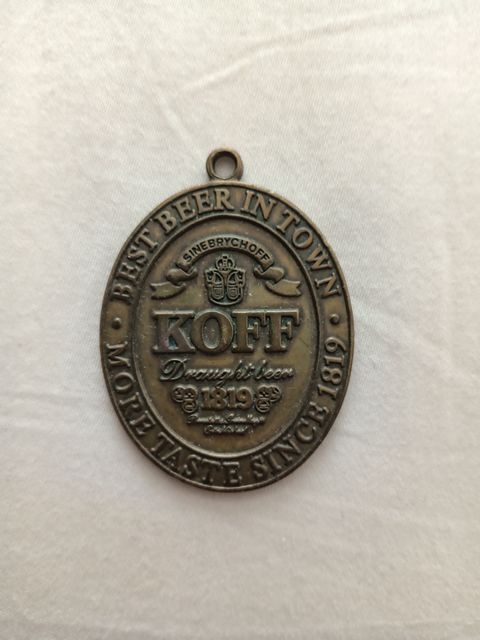 BEST BEER IN TOWN
SINEBRYCHOFF
KOFF
Draught beer
1819
MORE TASTE SINCE 1819